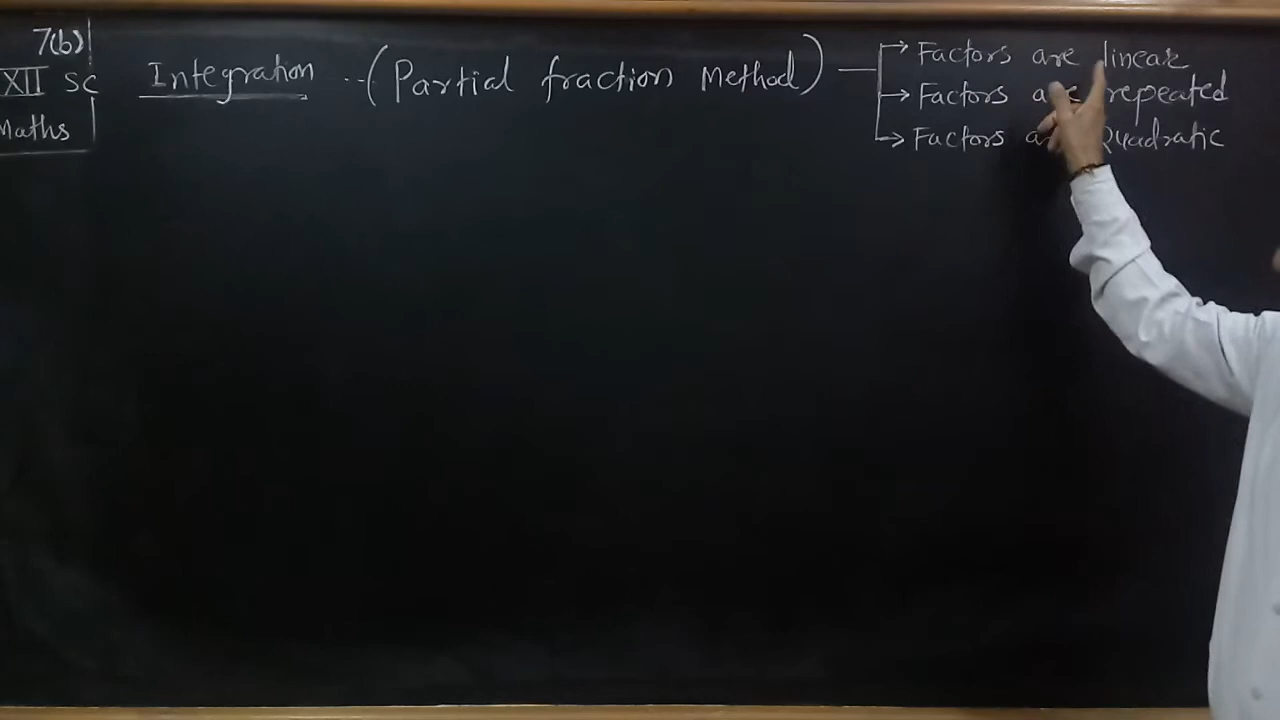 7(b)
XII SC
Maths
Integration --(Partial fraction Method)
→ Factors are linear
→ Factors are repeated
→ Factors are Quadratic